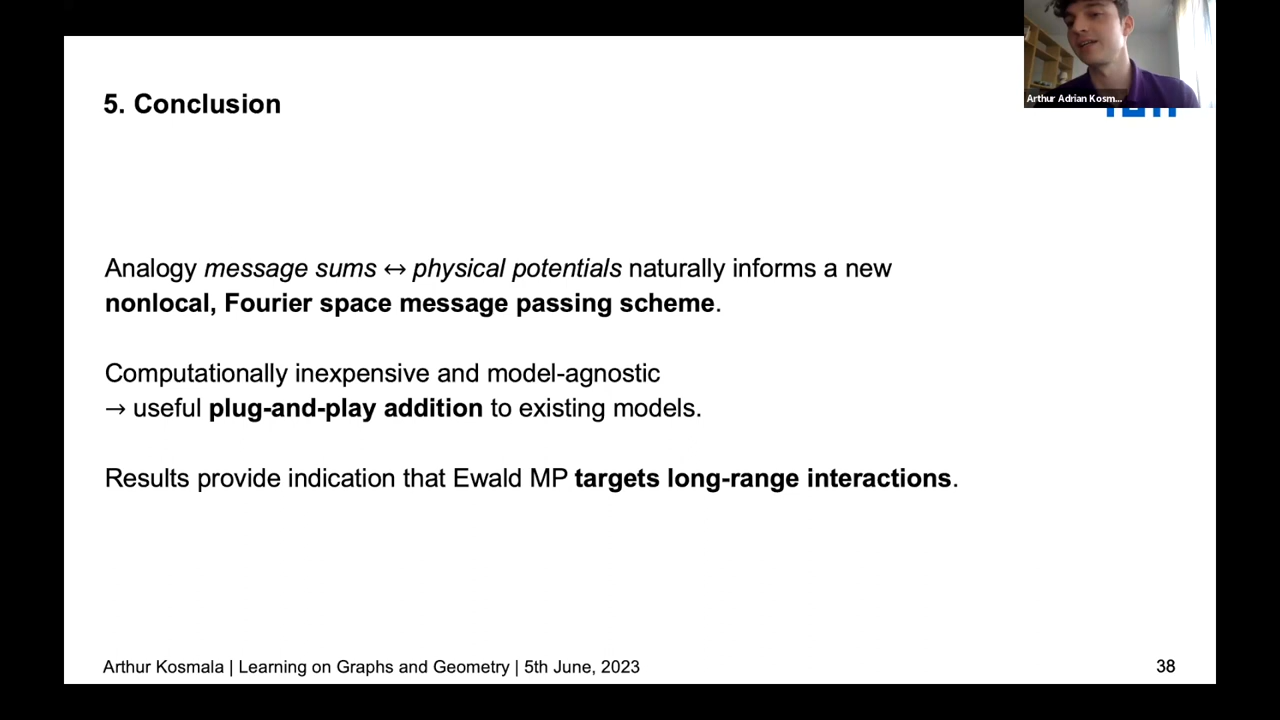 5. Conclusion
Arthur Adrian Kosm...
Analogy message sums ↔ physical potentials naturally informs a new
nonlocal, Fourier space message passing scheme.
Computationally inexpensive and model-agnostic
→ useful plug-and-play addition to existing models.
Results provide indication that Ewald MP targets long-range interactions.
Arthur Kosmala | Learning on Graphs and Geometry | 5th June, 2023
38